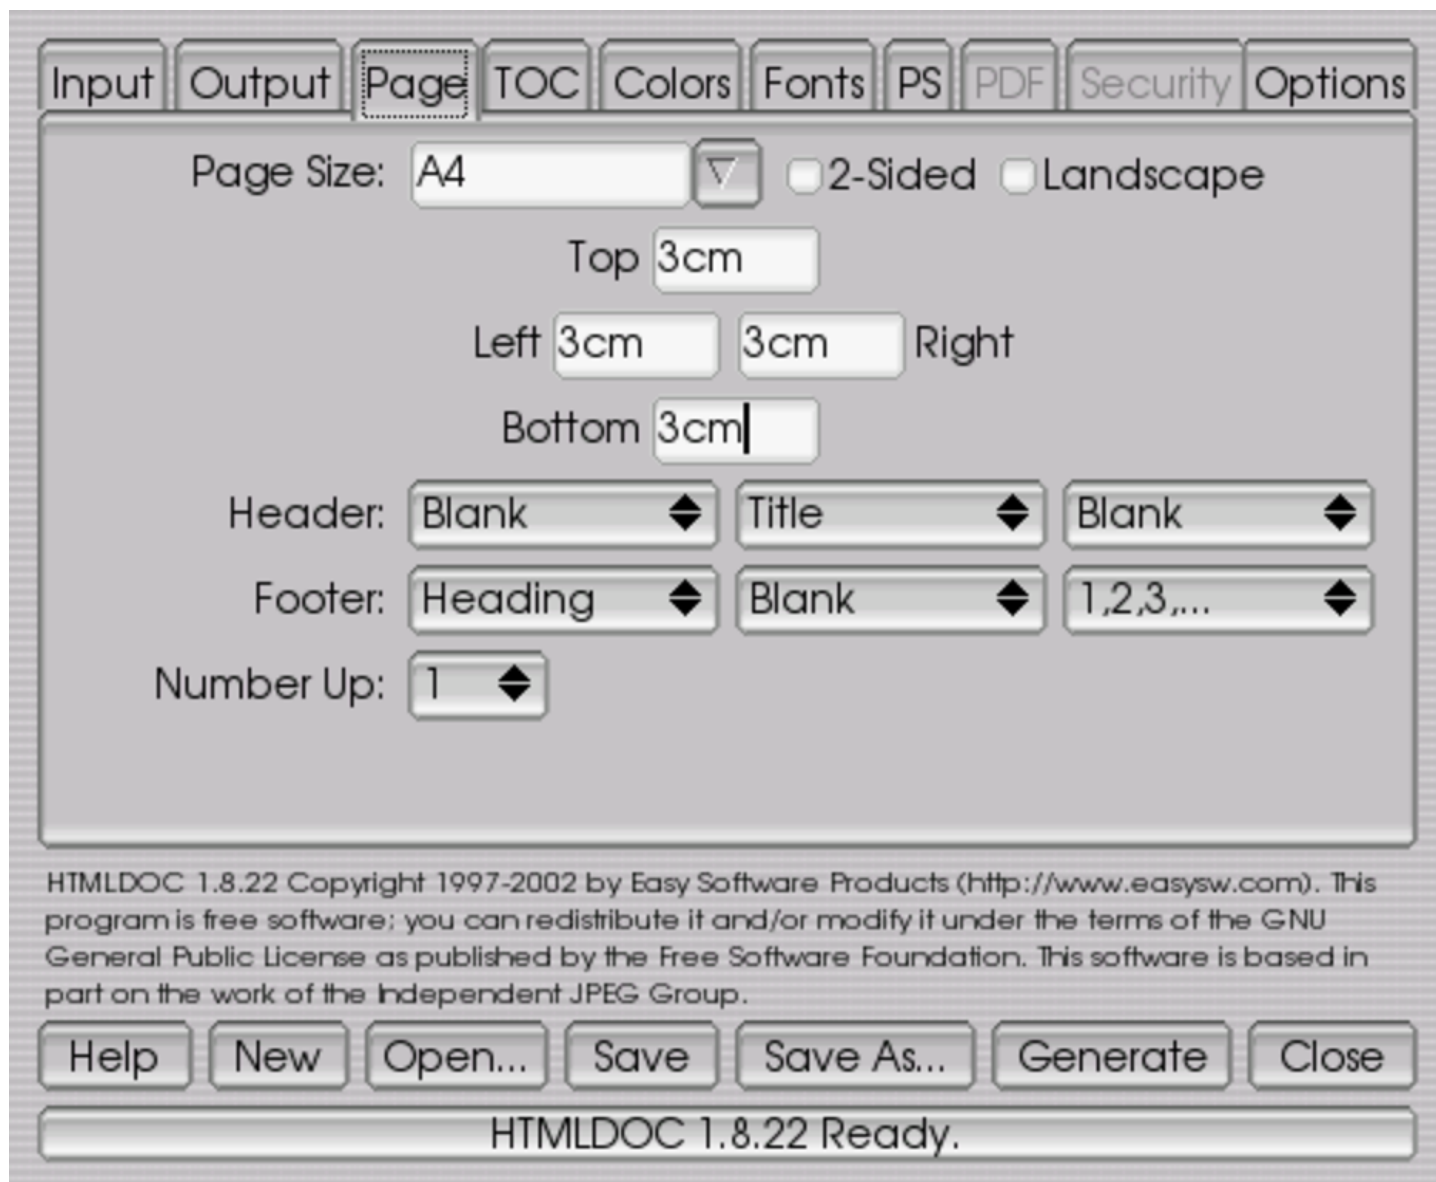 Input Output Page TOC Colors Fonts PS PDF Security Options
Page Size: A4 2-Sided Landscape
Top 3cm
Left 3cm 3cm Right
Bottom 3cm
Header: Blank Title Blank
Footer: Heading Blank 1,2,3,...
Number Up: 1
HTMLDOC 1.8.22 Copyright 1997-2002 by Easy Software Products (http://www.easysw.com). This
program is free software; you can redistribute it and/or modify it under the terms of the GNU
General Public License as published by the Free Software Foundation. This software is based in
part on the work of the Independent JPEG Group.
Help New Open... Save Save As... Generate Close
HTMLDOC 1.8.22 Ready.